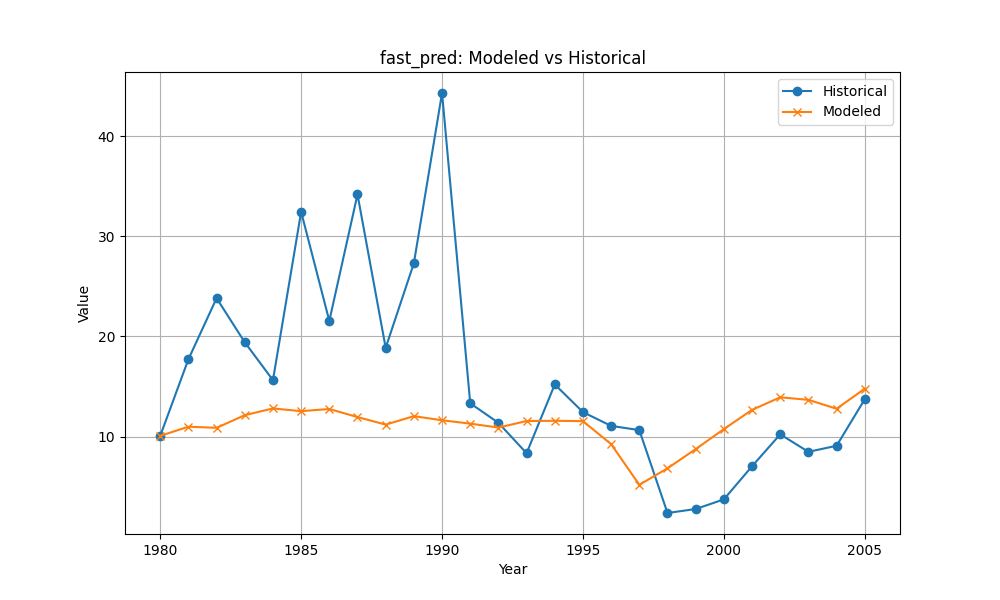 fast_pred: Modeled vs Historical
Historical
Modeled
Value
40
30
20
10
1980
1985
1990
1995
2000
2005
Year